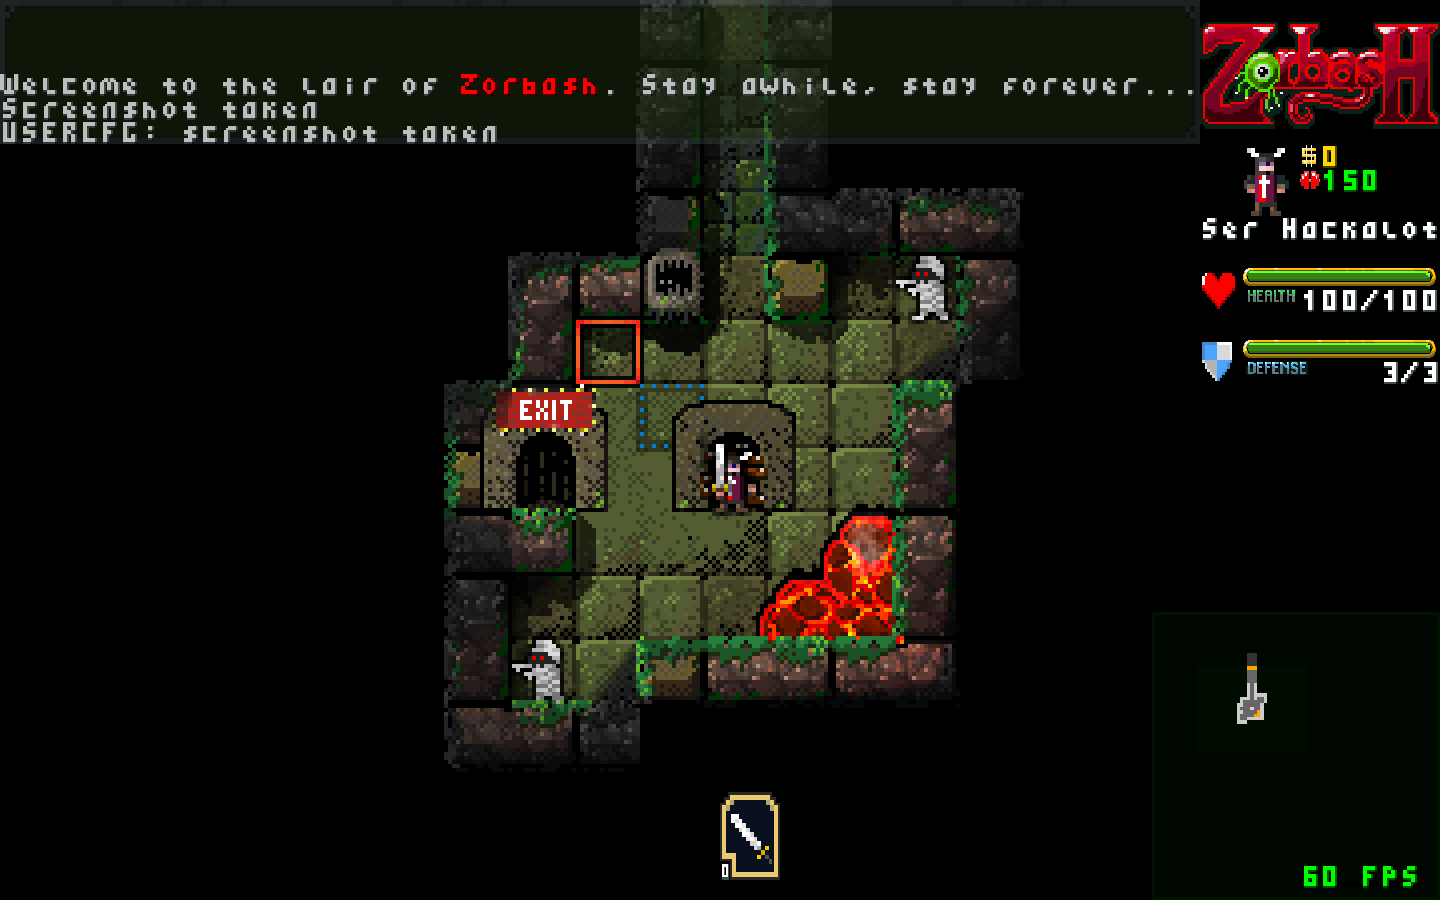 Welcome to the Lair of Zorbash. Stay awhile, stay forever...
Screenshot taken
USERCFG: screenshot taken
ZorbasH
$0
150
Ser Hackalot
HEALTH 100/100
DEFENSE 3/3
EXIT
0
60 FPS